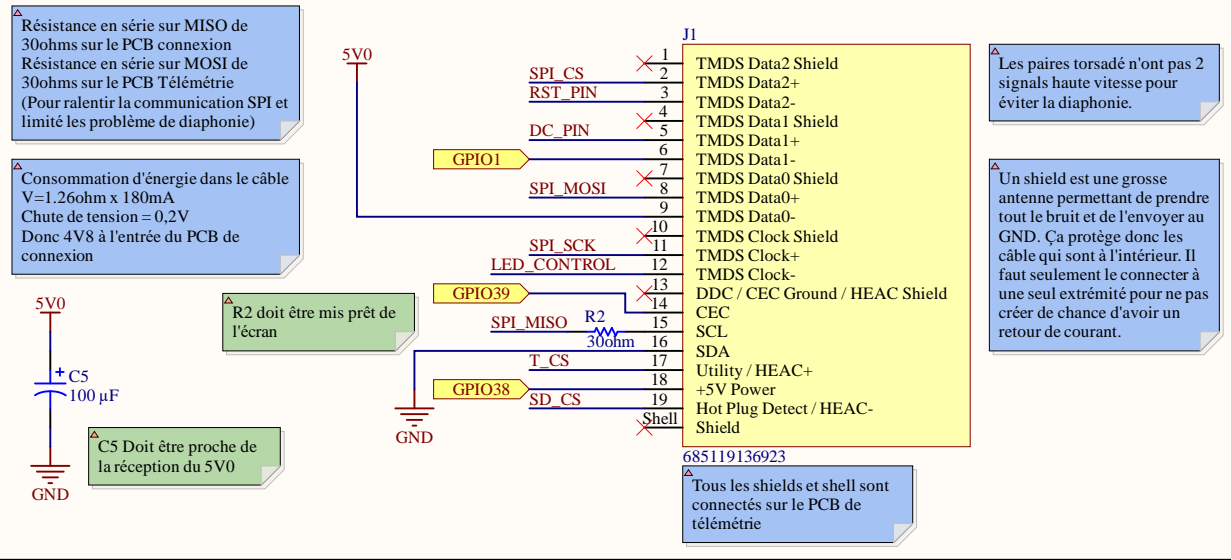 Résistance en série sur MISO de
30ohms sur le PCB connexion
Résistance en série sur MOSI de
30ohms sur le PCB Télémétrie
(Pour ralentir la communication SPI et
limité les problème de diaphonie)
Consommation d'énergie dans le câble
V=1.26ohm x 180mA
Chute de tension = 0,2V
Donc 4V8 à l'entrée du PCB de
connexion
5V0
C5
100 µF
GND
C5 Doit être proche de
la réception du 5V0
R2 doit être mis prêt de
l'écran
5V0
GND
J1
1 TMDS Data2 Shield
SPI_CS 2 TMDS Data2+
RST_PIN 3 TMDS Data2-
4 TMDS Data1 Shield
DC_PIN 5 TMDS Data1+
GPIO1 6 TMDS Data1-
7 TMDS Data0 Shield
SPI_MOSI 8 TMDS Data0+
9 TMDS Data0-
10 TMDS Clock Shield
SPI_SCK 11 TMDS Clock+
LED_CONTROL 12 TMDS Clock-
13 DDC / CEC Ground / HEAC Shield
GPIO39 14 CEC
SPI_MISO R2 30ohm 15 SCL
16 SDA
T_CS 17 Utility / HEAC+
GPIO38 18 +5V Power
SD_CS 19 Hot Plug Detect / HEAC-
Shell Shield
685119136923
Tous les shields et shell sont
connectés sur le PCB de
télémétrie
Les paires torsadé n'ont pas 2
signals haute vitesse pour
éviter la diaphonie.
Un shield est une grosse
antenne permettant de prendre
tout le bruit et de l'envoyer au
GND. Ça protège donc les
câble qui sont à l'intérieur. Il
faut seulement le connecter à
une seul extrémité pour ne pas
créer de chance d'avoir un
retour de courant.